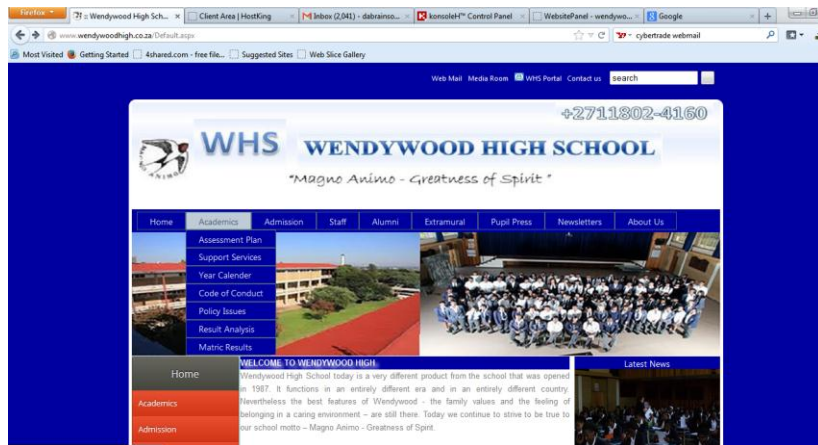 Firefox
:: Wendywood High Sch...
Client Area | HostKing
Inbox (2,041) - dabrainso...
konsoleH™ Control Panel
WebsitePanel - wendywo...
Google
www.wendywoodhigh.co.za/Default.aspx
cybertrade webmail
Most Visited Getting Started 4shared.com - free file... Suggested Sites Web Slice Gallery
Web Mail Media Room WHS Portal Contact us search
+2711802-4160
WHS WENDYWOOD HIGH SCHOOL
MAGNO ANIMO
"Magno Animo - Greatness of Spirit "
Home Academics Admission Staff Alumni Extramural Pupil Press Newsletters About Us
Assessment Plan
Support Services
Year Calender
Code of Conduct
Policy Issues
Result Analysis
Matric Results
Home
Academics
Admission
WELCOME TO WENDYWOOD HIGH
Wendywood High School today is a very different product from the school that was opened
in 1987. It functions in an entirely different era and in an entirely different country.
Nevertheless the best features of Wendywood - the family values and the feeling of
belonging in a caring environment – are still there. Today we continue to strive to be true to
our school motto – Magno Animo - Greatness of Spirit.
Latest News